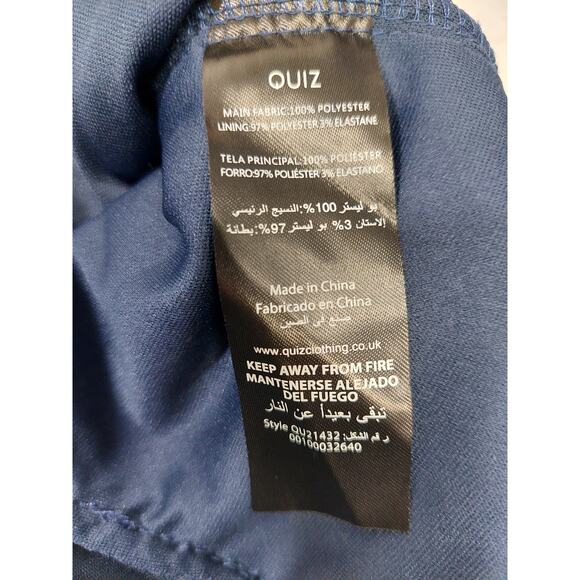 QUIZ
MAIN FABRIC:100% POLYESTER
LINING:97% POLYESTER 3% ELASTANE
TELA PRINCIPAL:100% POLIÉSTER
FORRO:97% POLIÉSTER 3% ELASTANO
بو ليستر 100%:النسيج الرئيسي
إلاستان 3% بو ليستر 97%:بطانة
Made in China
Fabricado en China
صنع في الصين
www.quizclothing.co.uk
KEEP AWAY FROM FIRE
MANTENERSE ALEJADO
DEL FUEGO
تبقى بعيدأ عن النار
Style QU21432 :رقم الشكل
00100032640